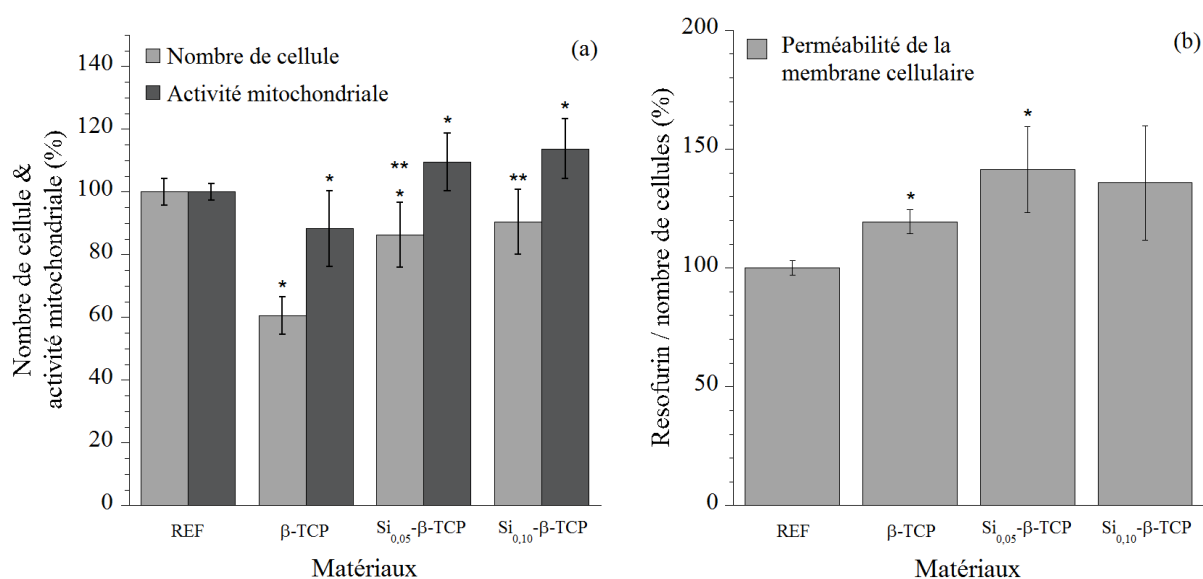 (a)
Nombre de cellule
Activité mitochondriale
Nombre de cellule &
activité mitochondriale (%)
140
120
100
80
60
40
20
0
*
*
**
*
*
**
*
REF
β-TCP
Si0,05-β-TCP
Si0,10-β-TCP
Matériaux
(b)
Perméabilité de la
membrane cellulaire
Resofurin / nombre de cellules (%)
200
150
100
50
0
*
*
REF
β-TCP
Si0,05-β-TCP
Si0,10-β-TCP
Matériaux